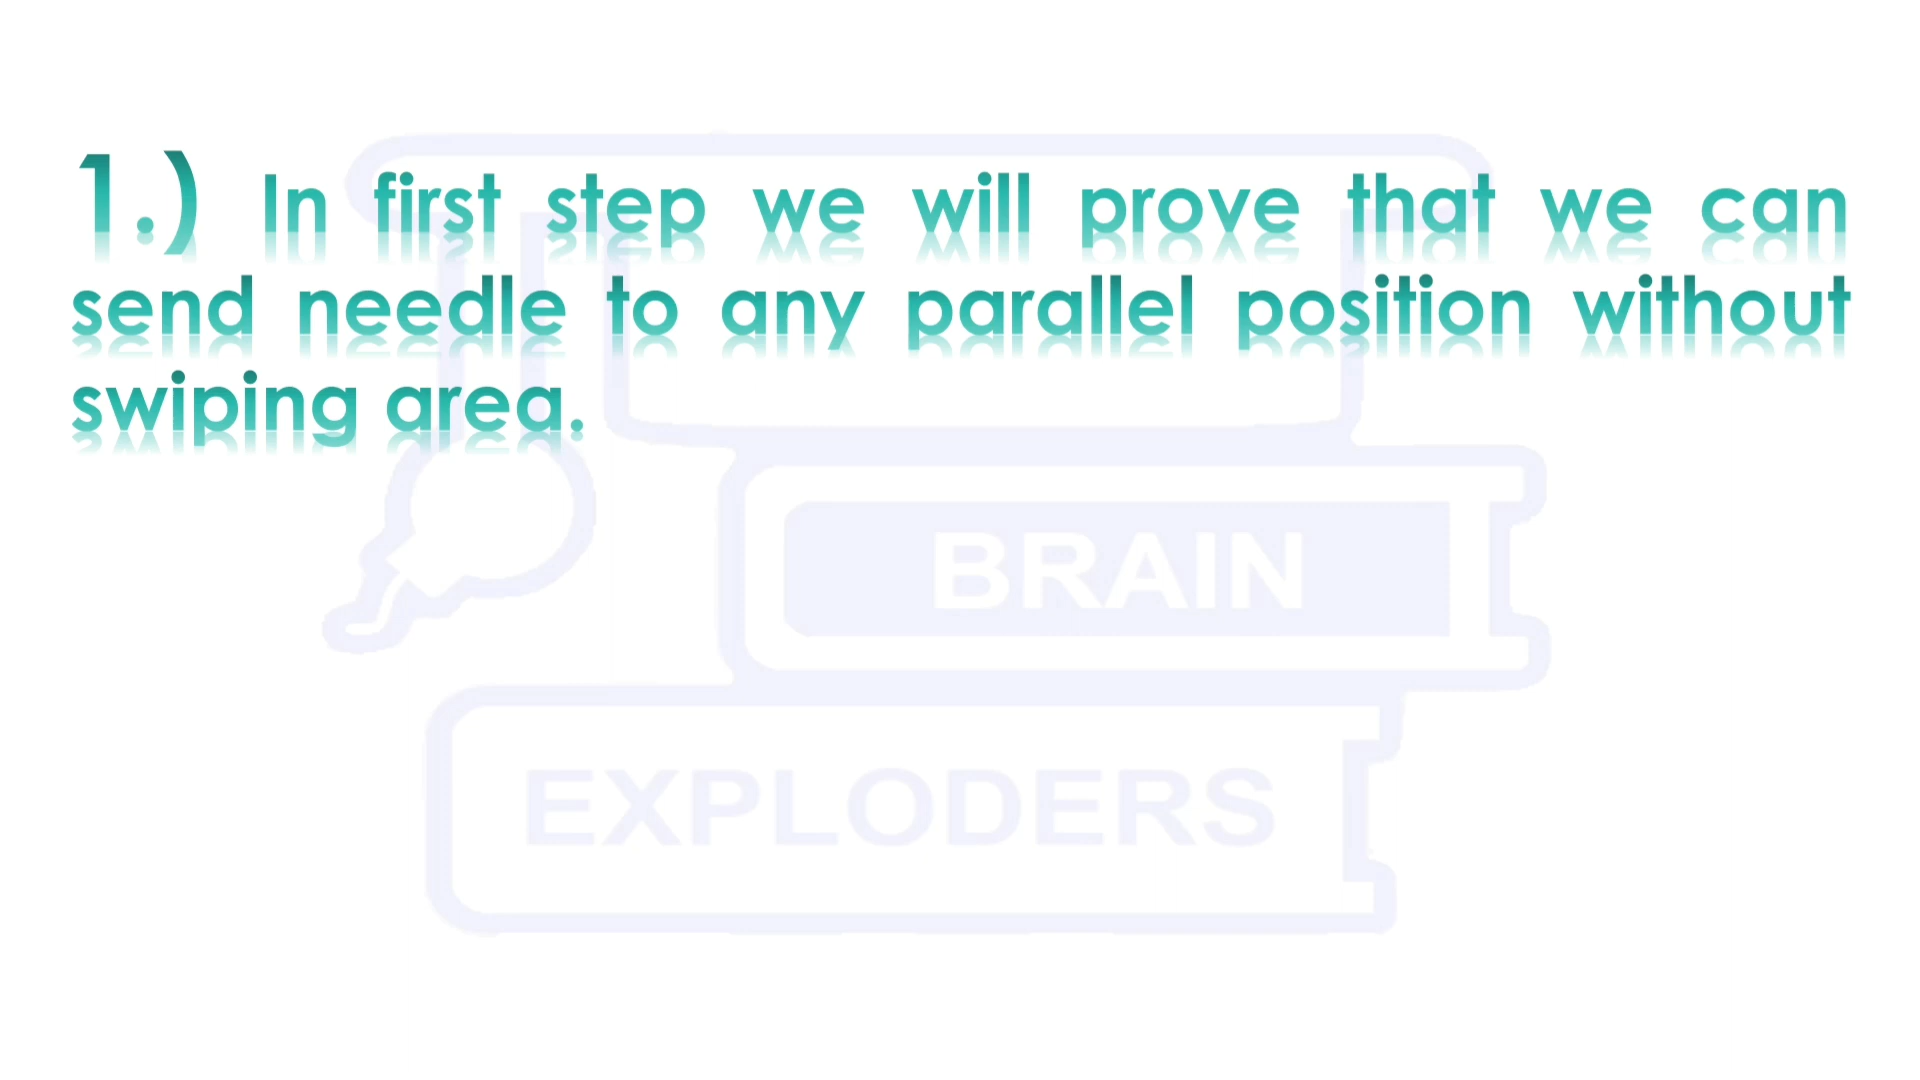 1.) In first step we will prove that we can
send needle to any parallel position without
swiping area.
BRAIN
EXPLODERS